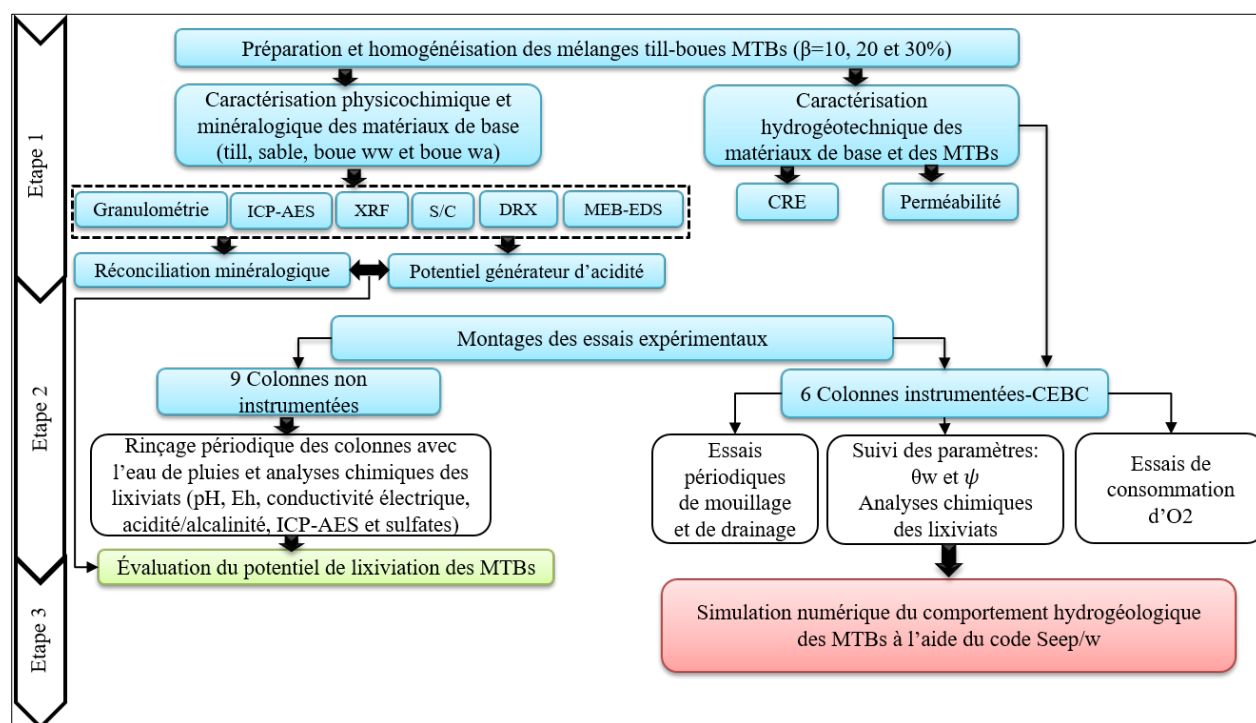 Etape 1
Préparation et homogénéisation des mélanges till-boues MTBs (β=10, 20 et 30%)
Caractérisation physicochimique et
minéralogique des matériaux de base
(till, sable, boue ww et boue wa)
Caractérisation
hydrogéotechnique des
matériaux de base et des MTBs
Granulométrie
ICP-AES
XRF
S/C
DRX
MEB-EDS
CRE
Perméabilité
Réconciliation minéralogique
Potentiel générateur d'acidité
Etape 2
Montages des essais expérimentaux
9 Colonnes non
instrumentées
6 Colonnes instrumentées-CEBC
Rinçage périodique des colonnes avec
l'eau de pluies et analyses chimiques des
lixiviats (pH, Eh, conductivité électrique,
acidité/alcalinité, ICP-AES et sulfates)
Essais
périodiques
de mouillage
et de drainage
Suivi des paramètres:
θw et ψ
Analyses chimiques
des lixiviats
Essais de
consommation
d'O2
Évaluation du potentiel de lixiviation des MTBs
Etape 3
Simulation numérique du comportement hydrogéologique
des MTBs à l'aide du code Seep/w